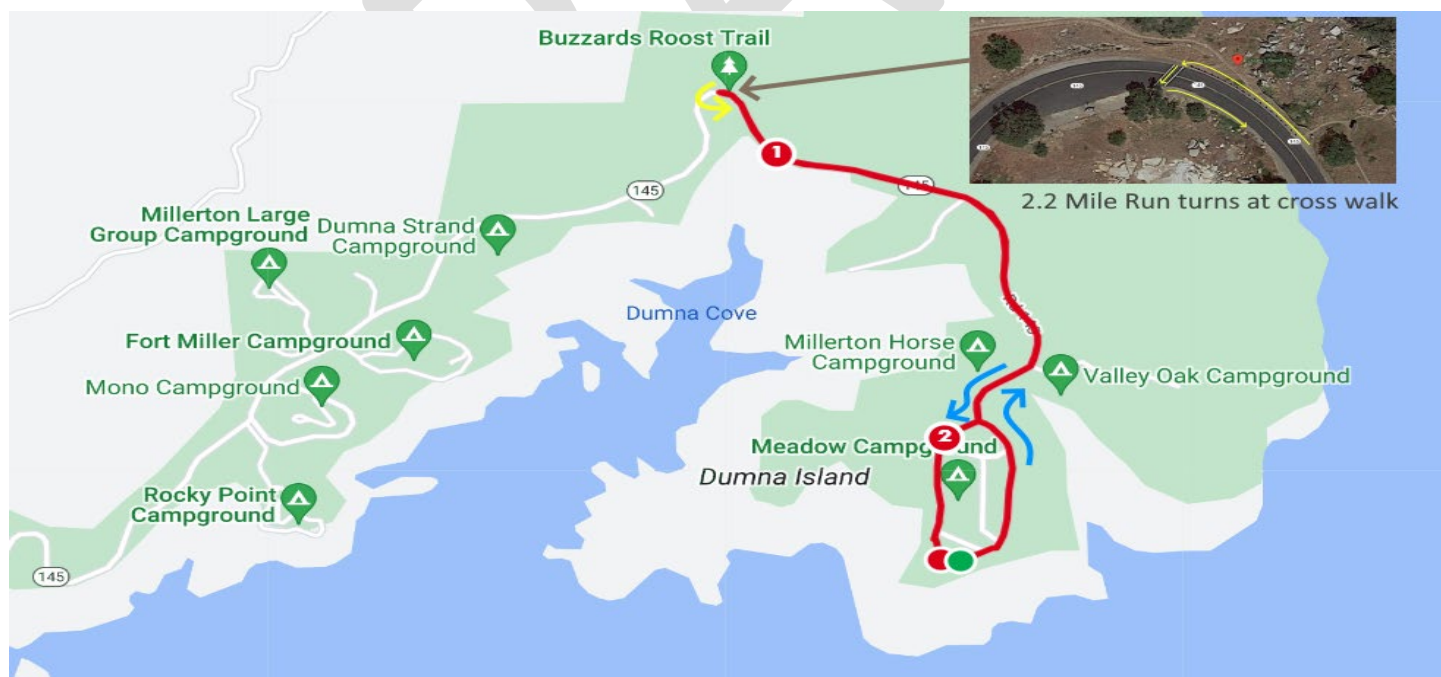 Buzzards Roost Trail
1
145
145
2.2 Mile Run turns at cross walk
Millerton Large
Group Campground
Dumna Strand
Campground
Dumna Cove
Fort Miller Campground
Millerton Horse
Campground
Valley Oak Campground
Mono Campground
2
Meadow Campground
Dumna Island
Rocky Point
Campground
145